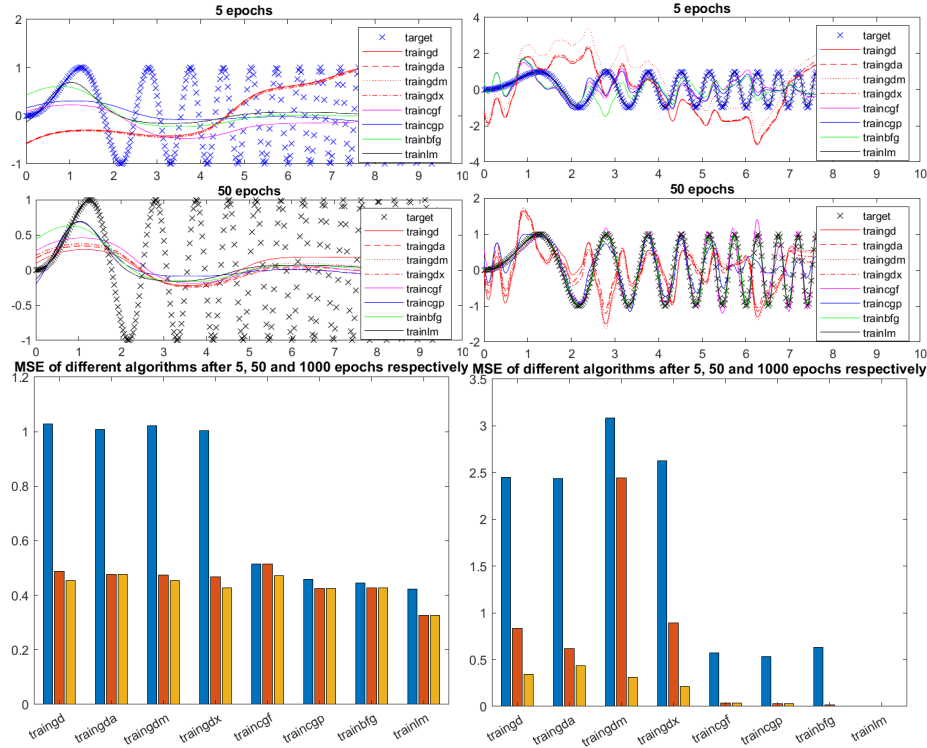 5 epochs
2
1
0
-1
0 1 2 3 4 5 6 7 8 9 10
target
traingd
traingda
traingdm
traingdx
traincgf
traincgp
trainbfg
trainlm
5 epochs
4
2
0
-2
-4
0 1 2 3 4 5 6 7 8 9 10
target
traingd
traingda
traingdm
traingdx
traincgf
traincgp
trainbfg
trainlm
50 epochs
1
0.5
0
-0.5
-1
0 1 2 3 4 5 6 7 8 9 10
target
traingd
traingda
traingdm
traingdx
traincgf
traincgp
trainbfg
trainlm
50 epochs
2
1
0
-1
-2
0 1 2 3 4 5 6 7 8 9 10
target
traingd
traingda
traingdm
traingdx
traincgf
traincgp
trainbfg
trainlm
MSE of different algorithms after 5, 50 and 1000 epochs respectively
1.2
1
0.8
0.6
0.4
0.2
0
traingd traingda traingdm traingdx traincgf traincgp trainbfg trainlm
MSE of different algorithms after 5, 50 and 1000 epochs respectively
3.5
3
2.5
2
1.5
1
0.5
0
traingd traingda traingdm traingdx traincgf traincgp trainbfg trainlm